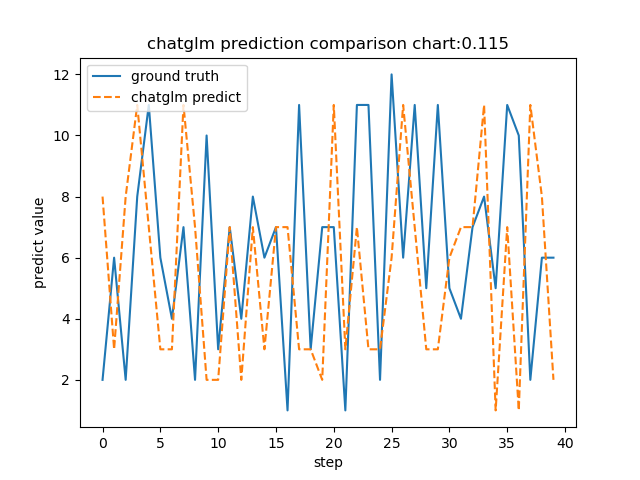 chatglm prediction comparison chart:0.115
ground truth
chatglm predict
12
10
8
6
4
2
predict value
0 5 10 15 20 25 30 35 40
step